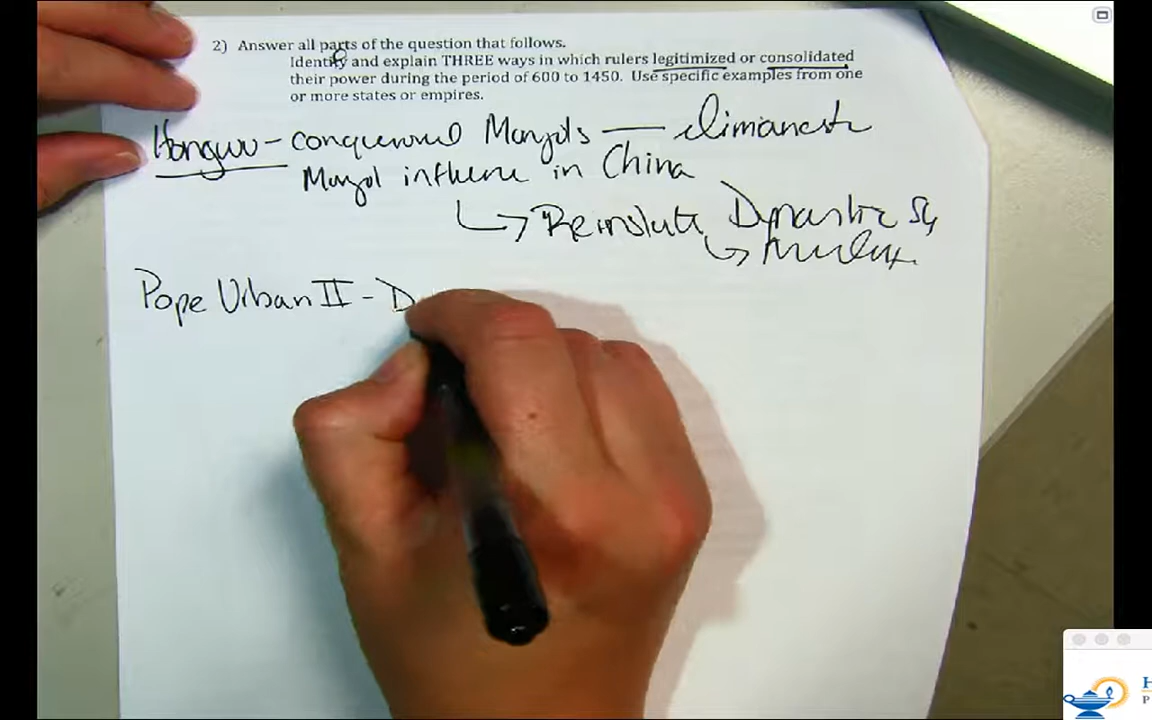 2) Answer all parts of the question that follows.
Identify and explain THREE ways in which rulers legitimized or consolidated
their power during the period of 600 to 1450. Use specific examples from one
or more states or empires.
Hongwu - conquered Mongols — eliminate
Mongol influence in China
↳ Reinstate Dynastic
Pope Urban II - D
H
P